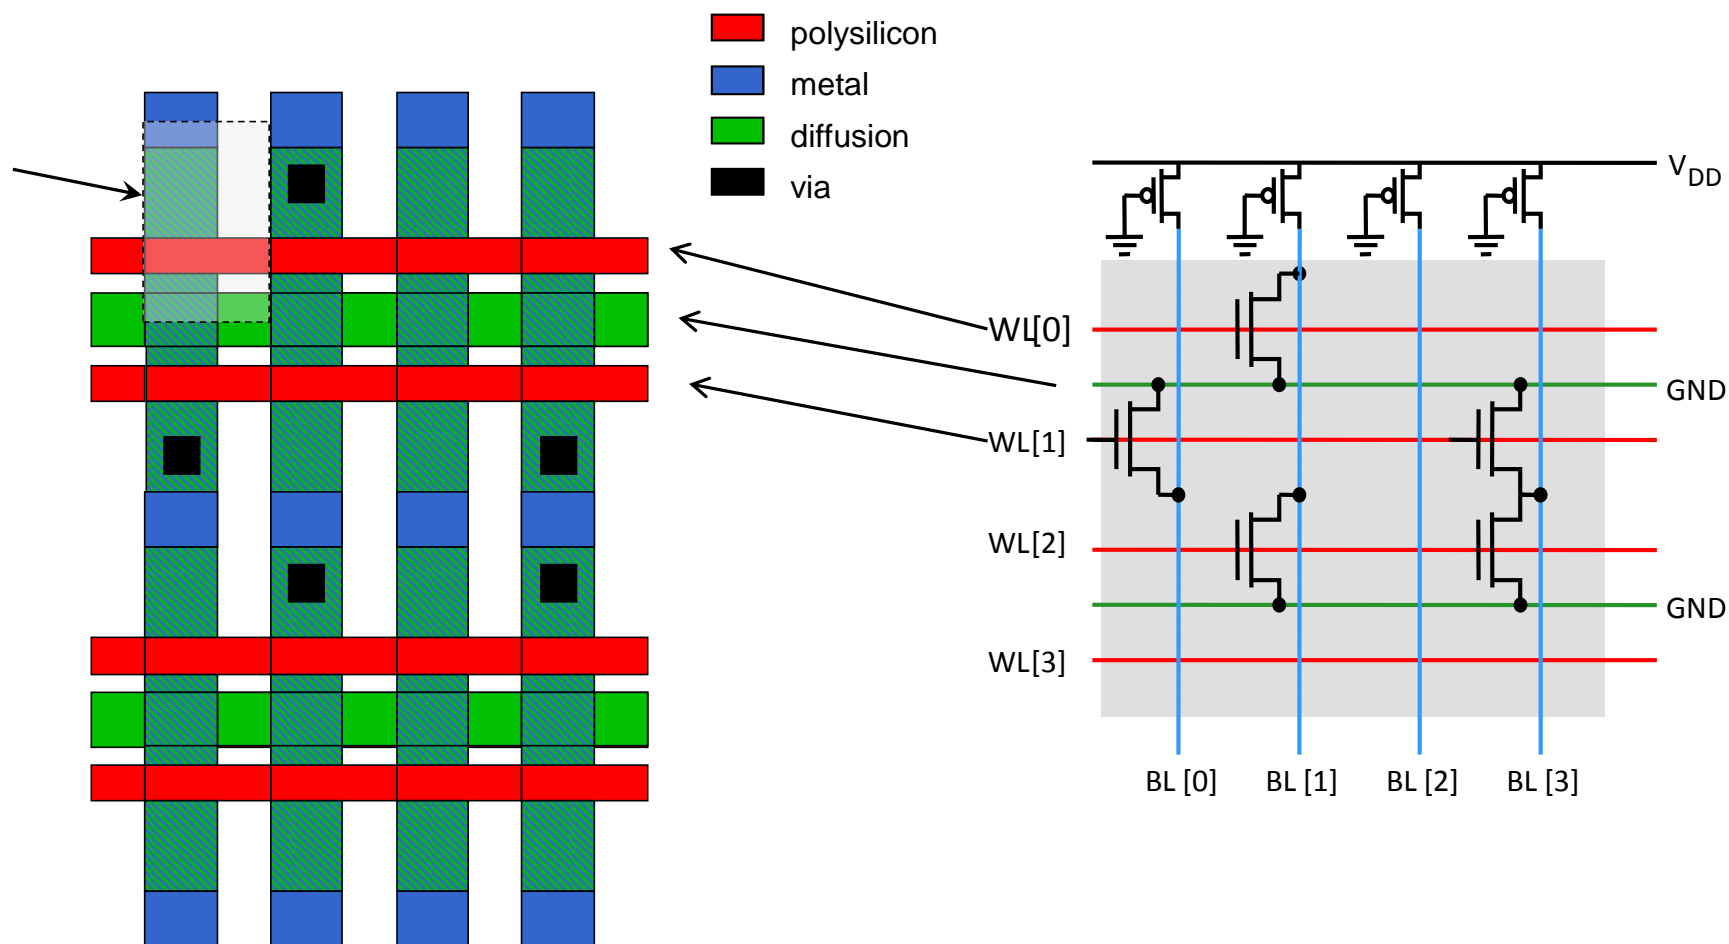 polysilicon
metal
diffusion
via
V_DD
WL[0]
GND
WL[1]
WL[2]
GND
WL[3]
BL [0] BL [1] BL [2] BL [3]